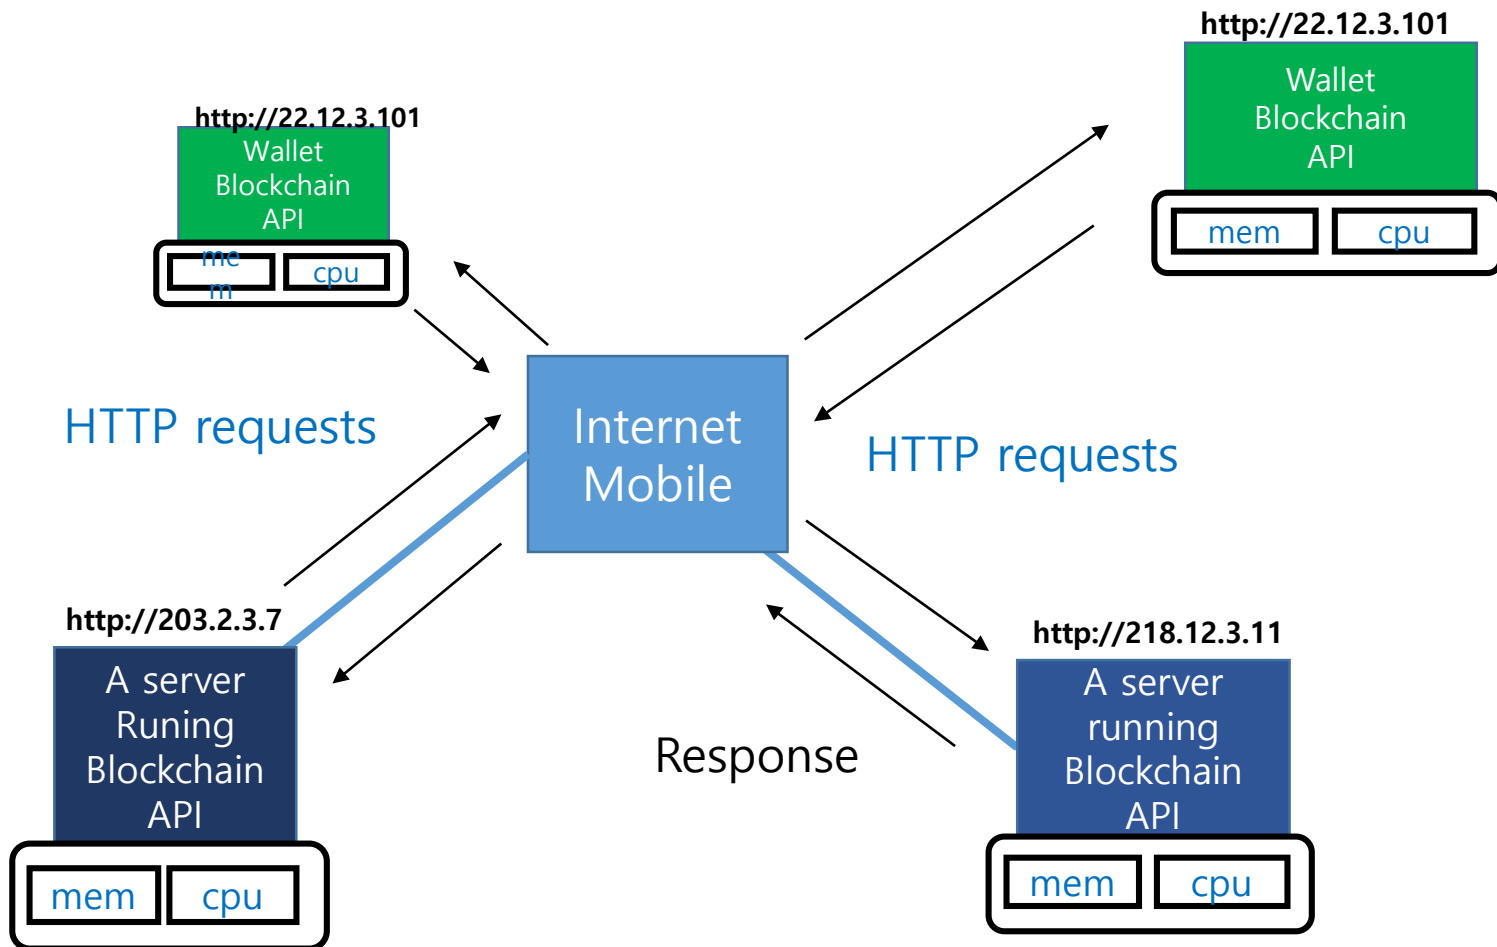 http://22.12.3.101
Wallet
Blockchain
API
mem
cpu
http://22.12.3.101
Wallet
Blockchain
API
me
m
cpu
HTTP requests
Internet
Mobile
HTTP requests
http://203.2.3.7
A server
Runing
Blockchain
API
mem
cpu
Response
http://218.12.3.11
A server
running
Blockchain
API
mem
cpu